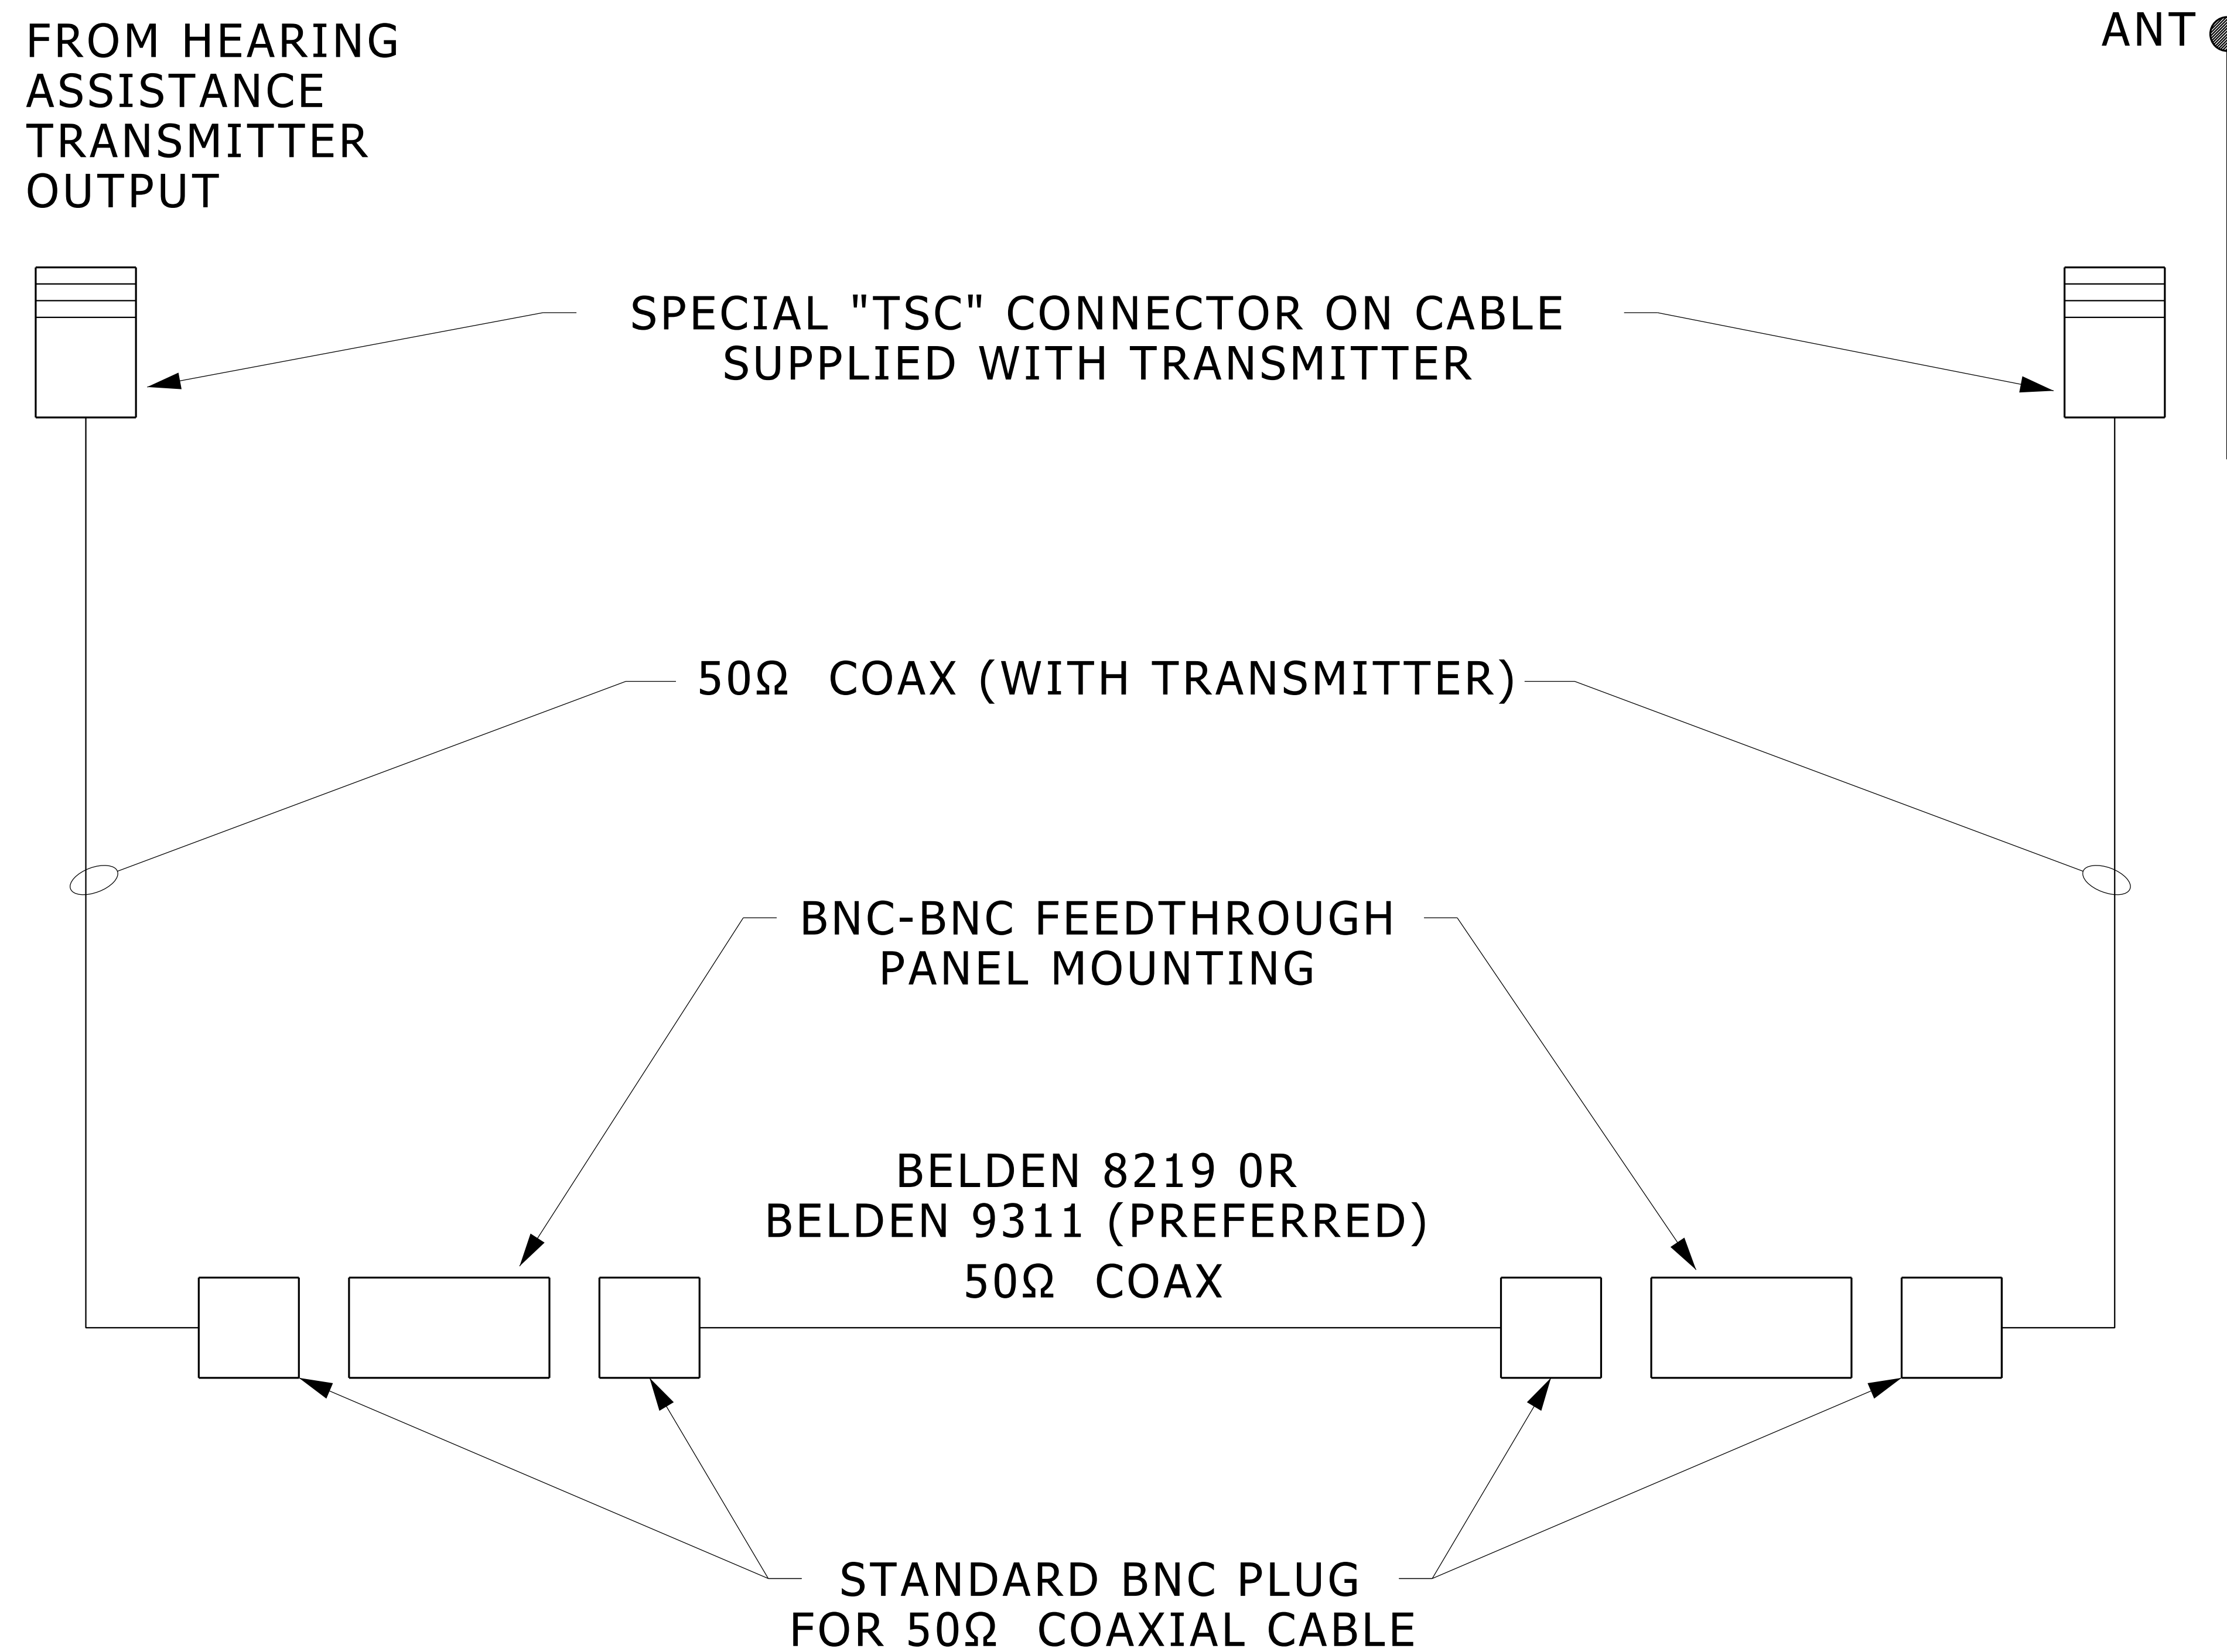 FROM HEARING
ASSISTANCE
TRANSMITTER
OUTPUT
ANT
SPECIAL "TSC" CONNECTOR ON CABLE
SUPPLIED WITH TRANSMITTER
50Ω COAX (WITH TRANSMITTER)
BNC-BNC FEEDTHROUGH
PANEL MOUNTING
BELDEN 8219 0R
BELDEN 9311 (PREFERRED)
50Ω COAX
STANDARD BNC PLUG
FOR 50Ω COAXIAL CABLE